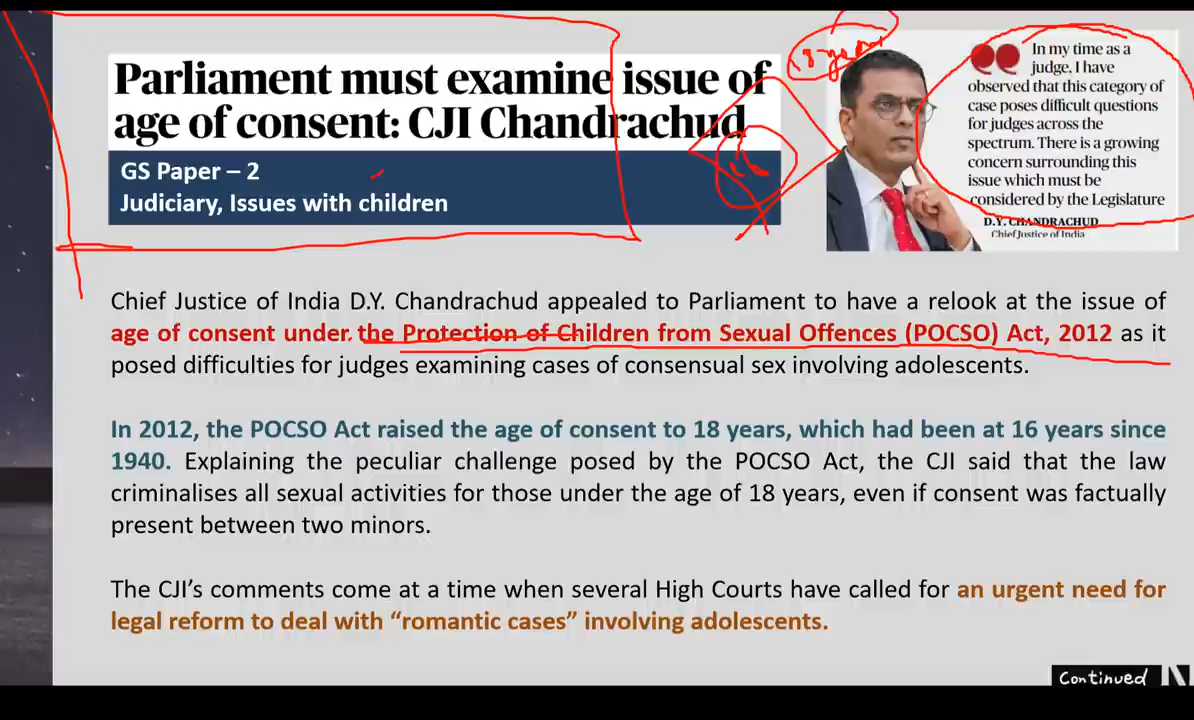 Parliament must examine issue of
age of consent: CJI Chandrachud
GS Paper – 2
Judiciary, Issues with children
18 years
16
In my time as a
judge, I have
observed that this category of
case poses difficult questions
for judges across the
spectrum. There is a growing
concern surrounding this
issue which must be
considered by the Legislature
D.Y. CHANDRACHUD
Chief Justice of India
Chief Justice of India D.Y. Chandrachud appealed to Parliament to have a relook at the issue of
age of consent under. the Protection of Children from Sexual Offences (POCSO) Act, 2012 as it
posed difficulties for judges examining cases of consensual sex involving adolescents.
In 2012, the POCSO Act raised the age of consent to 18 years, which had been at 16 years since
1940. Explaining the peculiar challenge posed by the POCSO Act, the CJI said that the law
criminalises all sexual activities for those under the age of 18 years, even if consent was factually
present between two minors.
The CJI’s comments come at a time when several High Courts have called for an urgent need for
legal reform to deal with “romantic cases” involving adolescents.
Continued